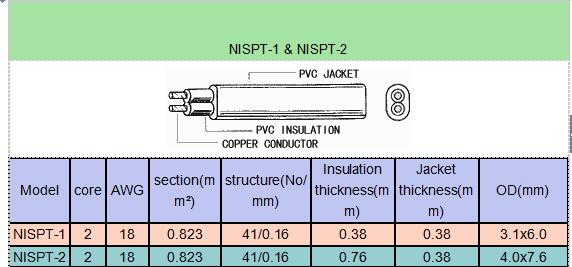 NISPT-1 & NISPT-2
PVC JACKET
PVC INSULATION
COPPER CONDUCTOR
Model core AWG section(mm²) structure(No/mm) Insulation thickness(mm) Jacket thickness(mm) OD(mm)
NISPT-1 2 18 0.823 41/0.16 0.38 0.38 3.1x6.0
NISPT-2 2 18 0.823 41/0.16 0.76 0.38 4.0x7.6